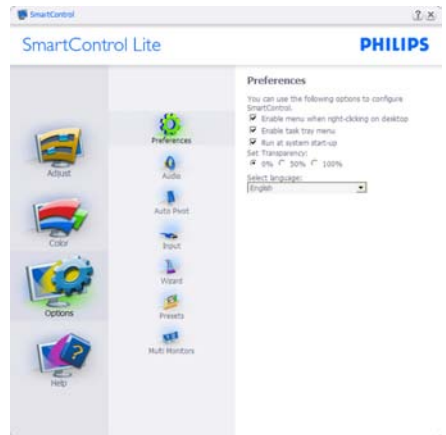 SmartControl
SmartControl Lite
PHILIPS
Adjust
Color
Options
Help
Preferences
Audio
Auto Pivot
Input
Wizard
Presets
Multi Monitors
Preferences
You can use the following options to configure
SmartControl.
Enable menu when right-clicking on desktop
Enable task tray menu
Run at system start-up
Set Transparency:
0% 50% 100%
Select language:
English